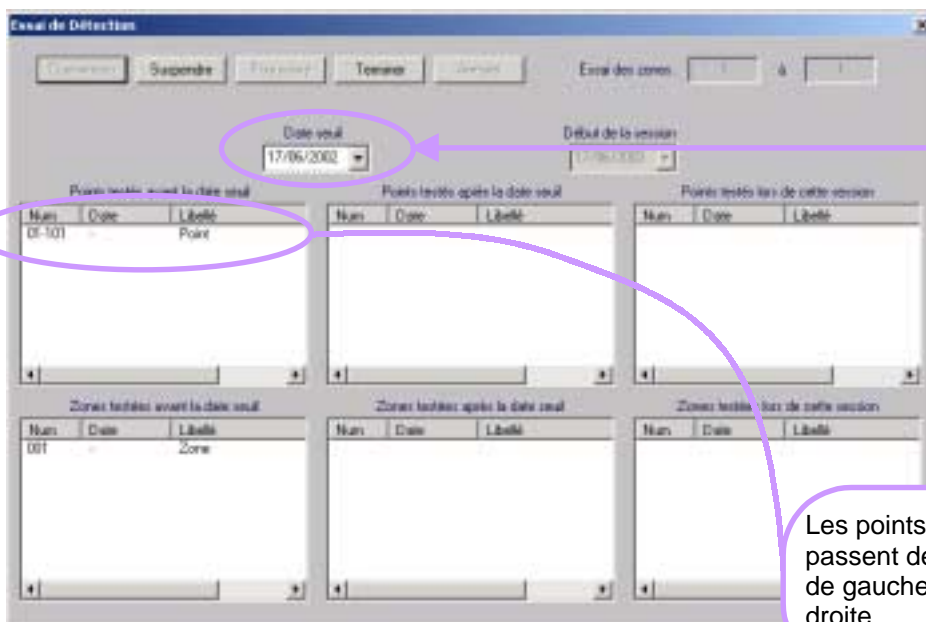 Essai de Détection
Suspendre Terminer Essai des zones 1 à 1
Date seuil Début de la session
17/06/2002
Points testés avant la date seuil Points testés après la date seuil Points testés lors de cette session
Num Date Libellé Num Date Libellé Num Date Libellé
01-101 - Point
Zones testées avant la date seuil Zones testées après la date seuil Zones testées lors de cette session
Num Date Libellé Num Date Libellé Num Date Libellé
001 - Zone
Les points
passent de
de gauche
droite